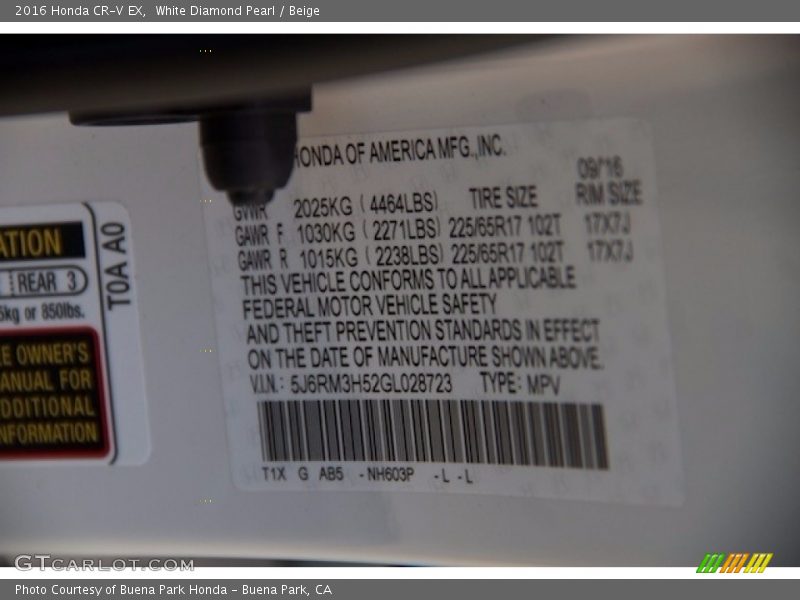 2016 Honda CR-V EX, White Diamond Pearl / Beige
HONDA OF AMERICA MFG.,INC.
09/16
GVWR 2025KG ( 4464LBS) TIRE SIZE RIM SIZE
GAWR F 1030KG ( 2271LBS) 225/65R17 102T 17X7J
GAWR R 1015KG ( 2238LBS) 225/65R17 102T 17X7J
THIS VEHICLE CONFORMS TO ALL APPLICABLE
FEDERAL MOTOR VEHICLE SAFETY
AND THEFT PREVENTION STANDARDS IN EFFECT
ON THE DATE OF MANUFACTURE SHOWN ABOVE.
V.I.N.: 5J6RM3H52GL028723 TYPE: MPV
T1X G AB5 -NH603P -L -L
ATION
REAR 3
5kg or 850lbs.
E OWNER'S
ANUAL FOR
DDITIONAL
NFORMATION
T0A A0
GTCARLOT.COM
Photo Courtesy of Buena Park Honda - Buena Park, CA